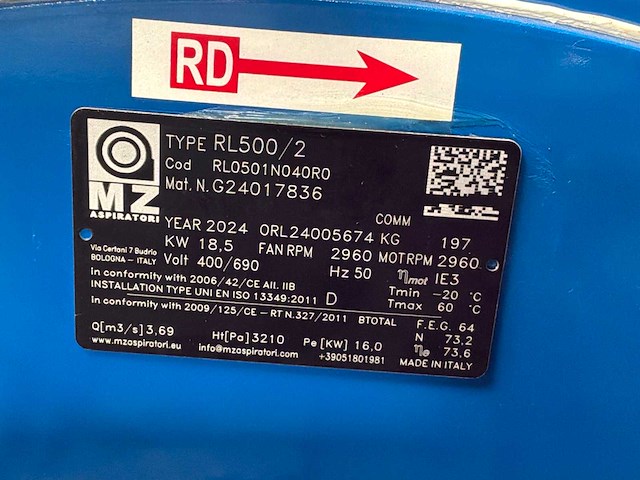 RD
MZ
ASPIRATORI
Via Certani 7 Budrio
BOLOGNA - ITALY
TYPE RL500/2
Cod RL0501N040R0
Mat. N. G24017836
YEAR 2024 ORL24005674 COMM
KW 18,5 FAN RPM 2960 KG 197
Volt 400/690 Hz 50 MOT RPM 2960
ηmot IE3
in conformity with 2006/42/CE All. IIB
INSTALLATION TYPE UNI EN ISO 13349:2011 D
Tmin -20 °C
Tmax 60 °C
in conformity with 2009/125/CE - RT N.327/2011 BTOTAL
F.E.G. 64
N 73,2
ηe 73,6
Q[m3/s] 3,69 Ht[Pa] 3210 Pe [KW] 16,0
www.mzaspiratori.eu info@mzaspiratori.com +39051801981
MADE IN ITALY